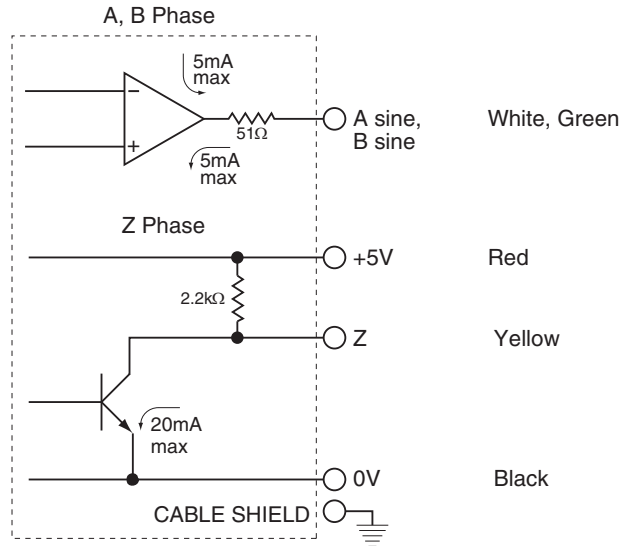 A, B Phase
5mA
max
−
+
51Ω
5mA
max
A sine,
B sine
White, Green
Z Phase
+5V
Red
2.2kΩ
Z
Yellow
20mA
max
0V
Black
CABLE SHIELD